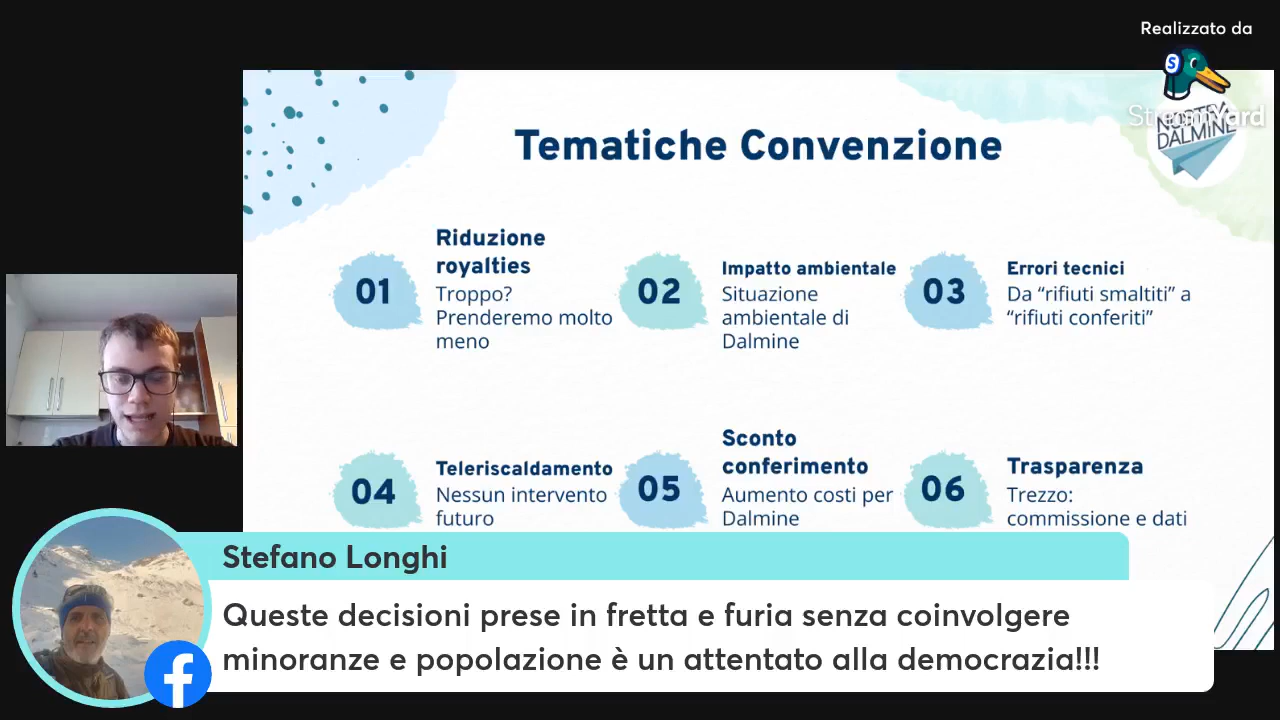 Realizzato da
StreamYard
NOSTRA
DALMINE
Tematiche Convenzione
01
Riduzione
royalties
Troppo?
Prenderemo molto
meno
02
Impatto ambientale
Situazione
ambientale di
Dalmine
03
Errori tecnici
Da “rifiuti smaltiti” a
“rifiuti conferiti”
04
Teleriscaldamento
Nessun intervento
futuro
05
Sconto
conferimento
Aumento costi per
Dalmine
06
Trasparenza
Trezzo:
commissione e dati
Stefano Longhi
Queste decisioni prese in fretta e furia senza coinvolgere
minoranze e popolazione è un attentato alla democrazia!!!